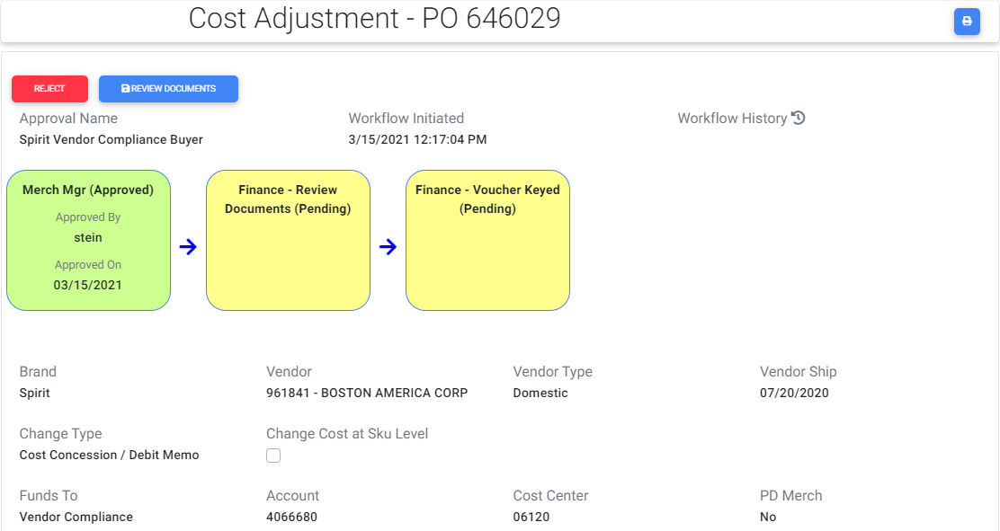 Cost Adjustment - PO 646029
REJECT
REVIEW DOCUMENTS
Approval Name
Workflow Initiated
Workflow History
Spirit Vendor Compliance Buyer
3/15/2021 12:17:04 PM
Merch Mgr (Approved)
Approved By
stein
Approved On
03/15/2021
Finance - Review
Documents (Pending)
Finance - Voucher Keyed
(Pending)
Brand
Vendor
Vendor Type
Vendor Ship
Spirit
961841 - BOSTON AMERICA CORP
Domestic
07/20/2020
Change Type
Change Cost at Sku Level
Cost Concession / Debit Memo
Funds To
Account
Cost Center
PD Merch
Vendor Compliance
4066680
06120
No